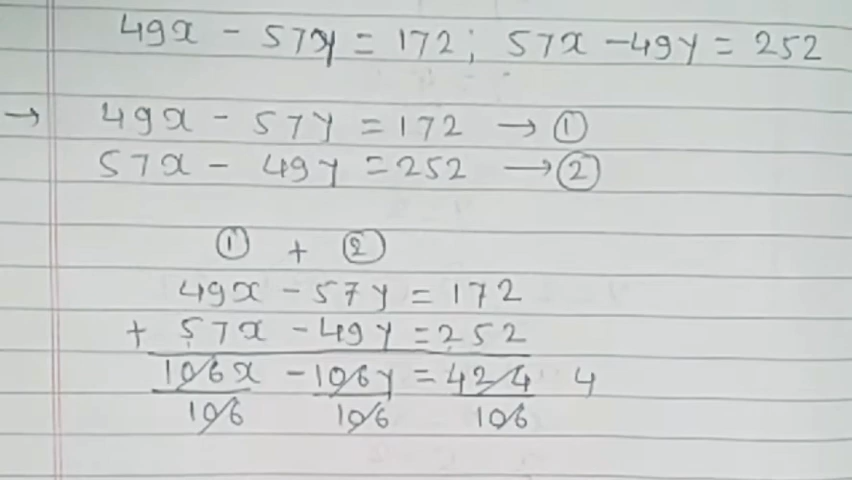 49x - 57y = 172; 57x - 49y = 252
→ 49x - 57y = 172 → ①
57x - 49y = 252 → ②
① + ②
49x - 57y = 172
+ 57x - 49y = 252
106x - 106y = 424 4
106 106 106